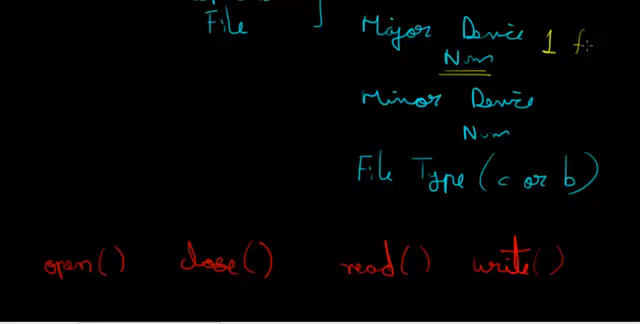 File
Major Device
Num
1 f
Minor Device
Num
File Type (c or b)
open() close() read() write()